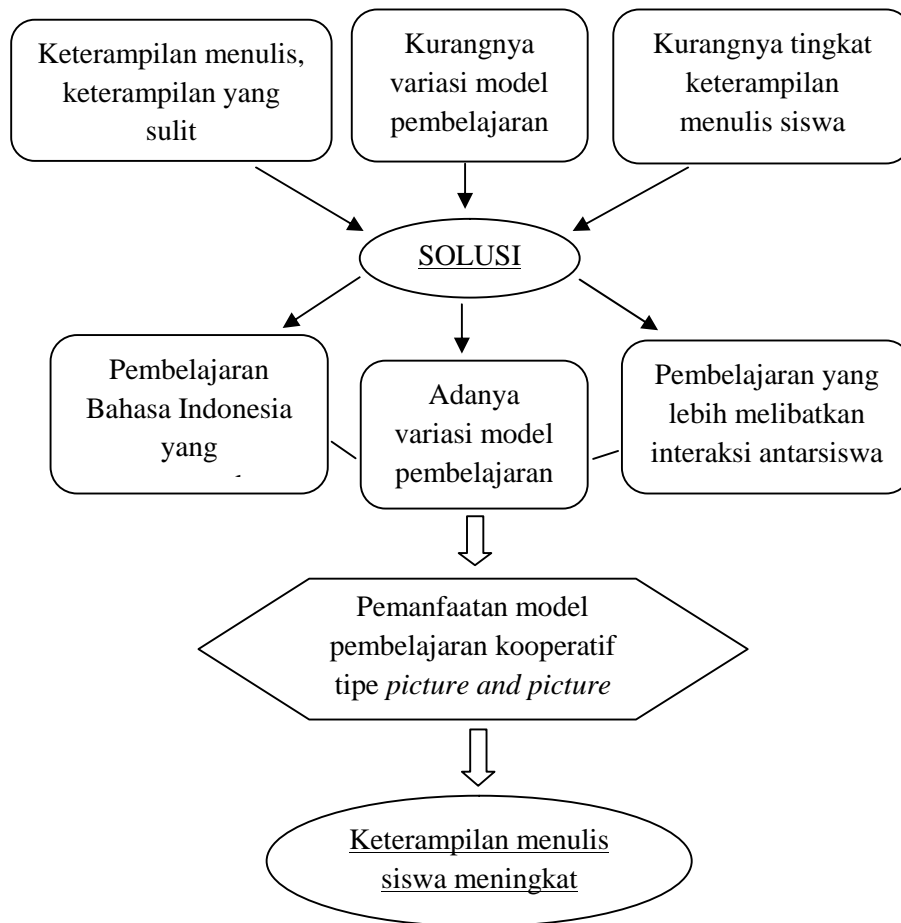 Keterampilan menulis,
keterampilan yang
sulit
Kurangnya
variasi model
pembelajaran
Kurangnya tingkat
keterampilan
menulis siswa
SOLUSI
Pembelajaran
Bahasa Indonesia
yang
Adanya
variasi model
pembelajaran
Pembelajaran yang
lebih melibatkan
interaksi antarsiswa
Pemanfaatan model
pembelajaran kooperatif
tipe picture and picture
Keterampilan menulis
siswa meningkat